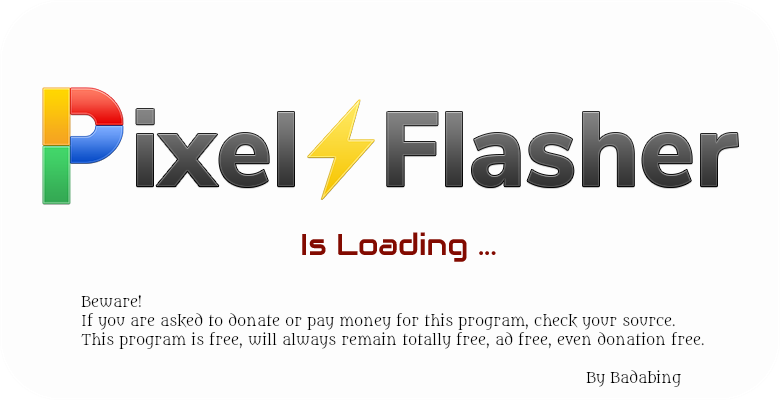 Pixel Flasher
Is Loading ...
Beware!
If you are asked to donate or pay money for this program, check your source.
This program is free, will always remain totally free, ad free, even donation free.
By Badabing